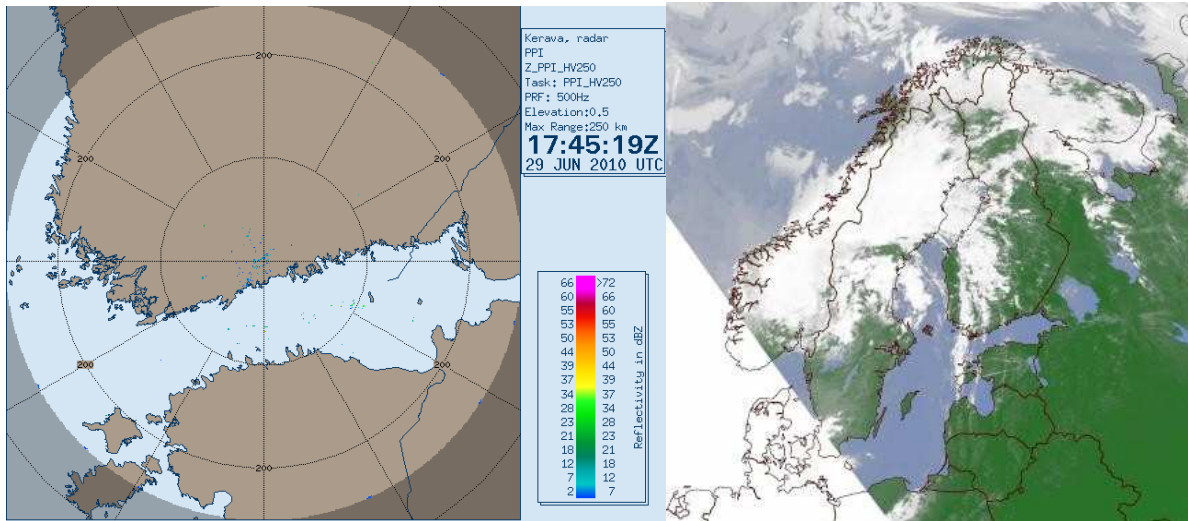 200
200
200
200
200
200
Kerava, radar
PPI
Z_PPI_HV250
Task: PPI_HV250
PRF: 500Hz
Elevation:0.5
Max Range:250 km
17:45:19Z
29 JUN 2010 UTC
66 >72
60 66
55 60
53 55
50 53
44 50
39 44
37 39
34 37
28 34
23 28
21 23
18 21
12 18
7 12
2 7
Reflectivity in dBZ